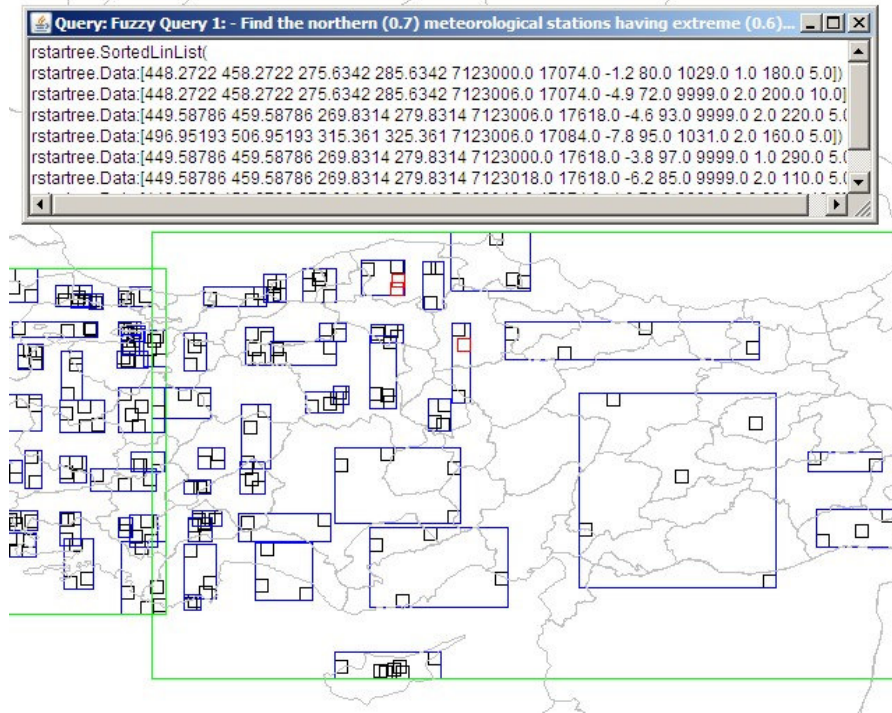 Query: Fuzzy Query 1: - Find the northern (0.7) meteorological stations having extreme (0.6)...
rstartree.SortedLinList(
rstartree.Data:[448.2722 458.2722 275.6342 285.6342 7123000.0 17074.0 -1.2 80.0 1029.0 1.0 180.0 5.0])
rstartree.Data:[448.2722 458.2722 275.6342 285.6342 7123006.0 17074.0 -4.9 72.0 9999.0 2.0 200.0 10.0]
rstartree.Data:[449.58786 459.58786 269.8314 279.8314 7123006.0 17618.0 -4.6 93.0 9999.0 2.0 220.0 5.0
rstartree.Data:[496.95193 506.95193 315.361 325.361 7123006.0 17084.0 -7.8 95.0 1031.0 2.0 160.0 5.0])
rstartree.Data:[449.58786 459.58786 269.8314 279.8314 7123000.0 17618.0 -3.8 97.0 9999.0 1.0 290.0 5.0
rstartree.Data:[449.58786 459.58786 269.8314 279.8314 7123018.0 17618.0 -6.2 85.0 9999.0 2.0 110.0 5.0